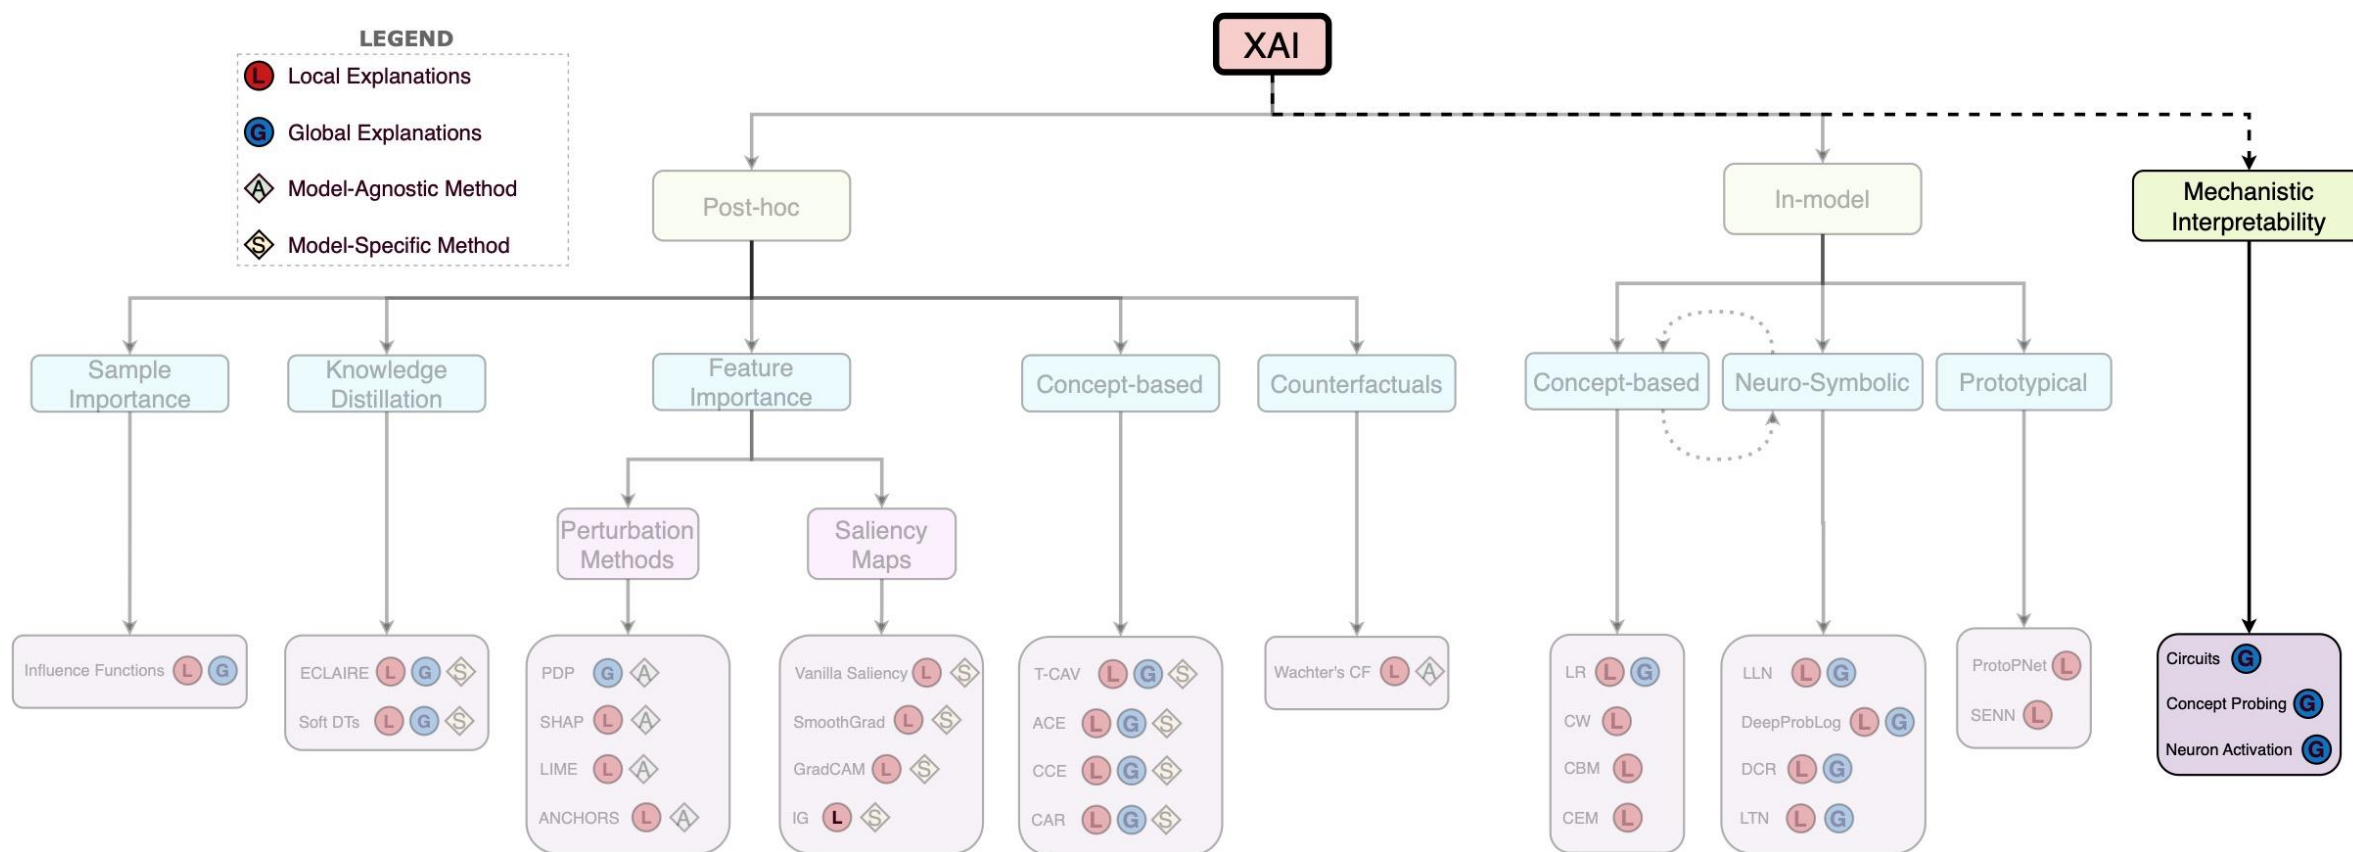 XAI
LEGEND
L Local Explanations
G Global Explanations
A Model-Agnostic Method
S Model-Specific Method
Post-hoc
In-model
Mechanistic
Interpretability
Sample
Importance
Knowledge
Distillation
Feature
Importance
Concept-based
Counterfactuals
Concept-based
Neuro-Symbolic
Prototypical
Perturbation
Methods
Saliency
Maps
Influence Functions L G
ECLAIRE L G S
Soft DTs L G S
PDP G A
SHAP L A
LIME L A
ANCHORS L A
Vanilla Saliency L S
SmoothGrad L S
GradCAM L S
IG L S
T-CAV L G S
ACE L G S
CCE L G S
CAR L G S
Wachter's CF L A
LR L G
CW L
CBM L
CEM L
LLN L G
DeepProbLog L G
DCR L G
LTN L G
ProtoPNet L
SENN L
Circuits G
Concept Probing G
Neuron Activation G